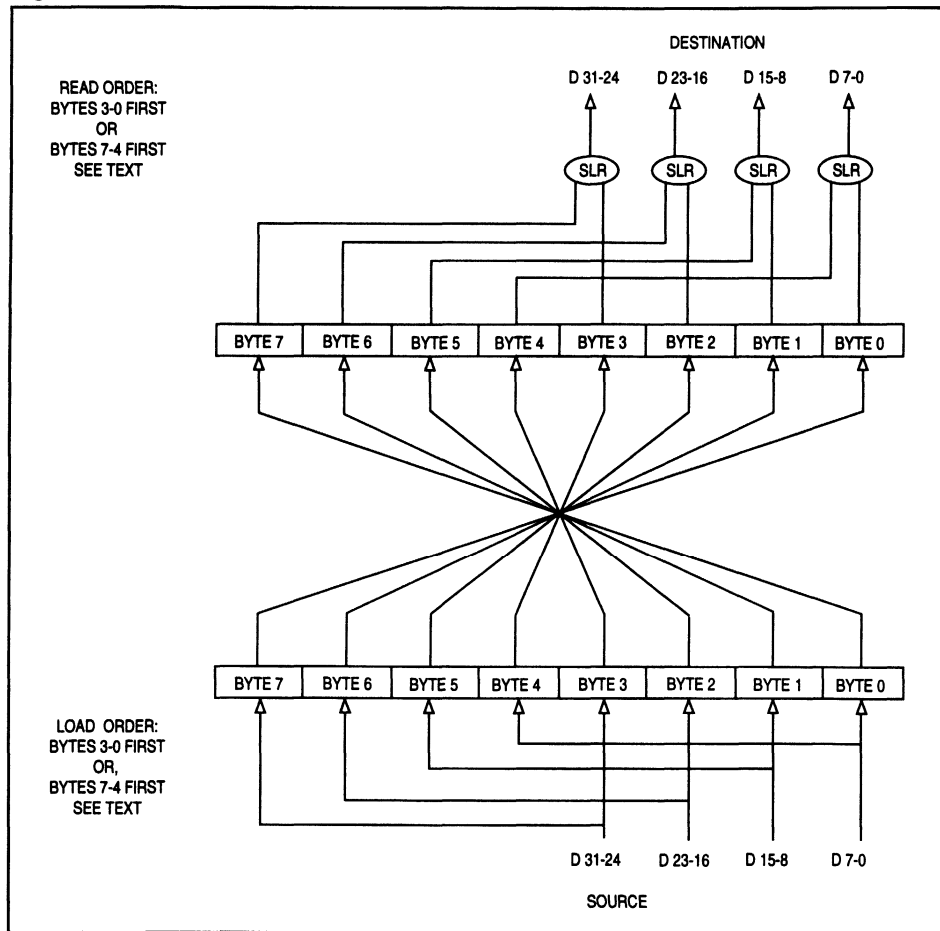 DESTINATION
READ ORDER:
BYTES 3-0 FIRST
OR
BYTES 7-4 FIRST
SEE TEXT
D 31-24 D 23-16 D 15-8 D 7-0
SLR SLR SLR SLR
BYTE 7 BYTE 6 BYTE 5 BYTE 4 BYTE 3 BYTE 2 BYTE 1 BYTE 0
BYTE 7 BYTE 6 BYTE 5 BYTE 4 BYTE 3 BYTE 2 BYTE 1 BYTE 0
LOAD ORDER:
BYTES 3-0 FIRST
OR,
BYTES 7-4 FIRST
SEE TEXT
D 31-24 D 23-16 D 15-8 D 7-0
SOURCE